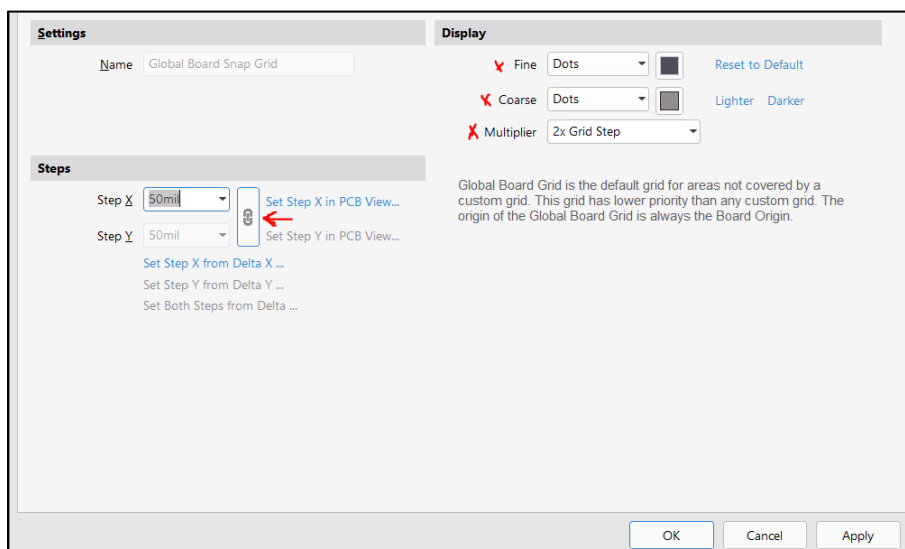 Settings
Name Global Board Snap Grid
Steps
Step X 50mil Set Step X in PCB View...
Step Y 50mil Set Step Y in PCB View...
Set Step X from Delta X ...
Set Step Y from Delta Y ...
Set Both Steps from Delta ...
Display
Fine Dots Reset to Default
Coarse Dots Lighter Darker
Multiplier 2x Grid Step
Global Board Grid is the default grid for areas not covered by a
custom grid. This grid has lower priority than any custom grid. The
origin of the Global Board Grid is always the Board Origin.
OK Cancel Apply